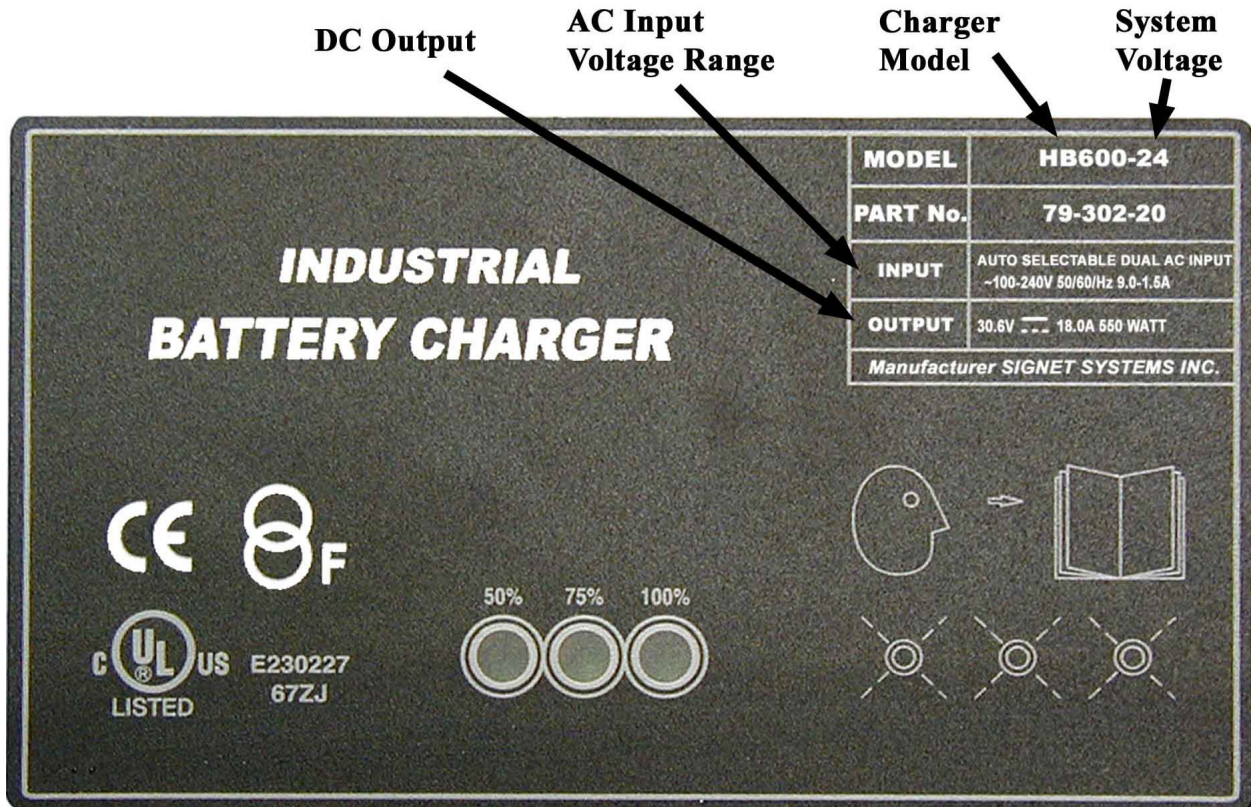 DC Output
AC Input
Voltage Range
Charger
Model
System
Voltage
MODEL HB600-24
PART No. 79-302-20
INPUT AUTO SELECTABLE DUAL AC INPUT
~100-240V 50/60/Hz 9.0-1.5A
OUTPUT 30.6V 18.0A 550 WATT
Manufacturer SIGNET SYSTEMS INC.
INDUSTRIAL
BATTERY CHARGER
CE
F
C UL US
®
LISTED
E230227
67ZJ
50% 75% 100%